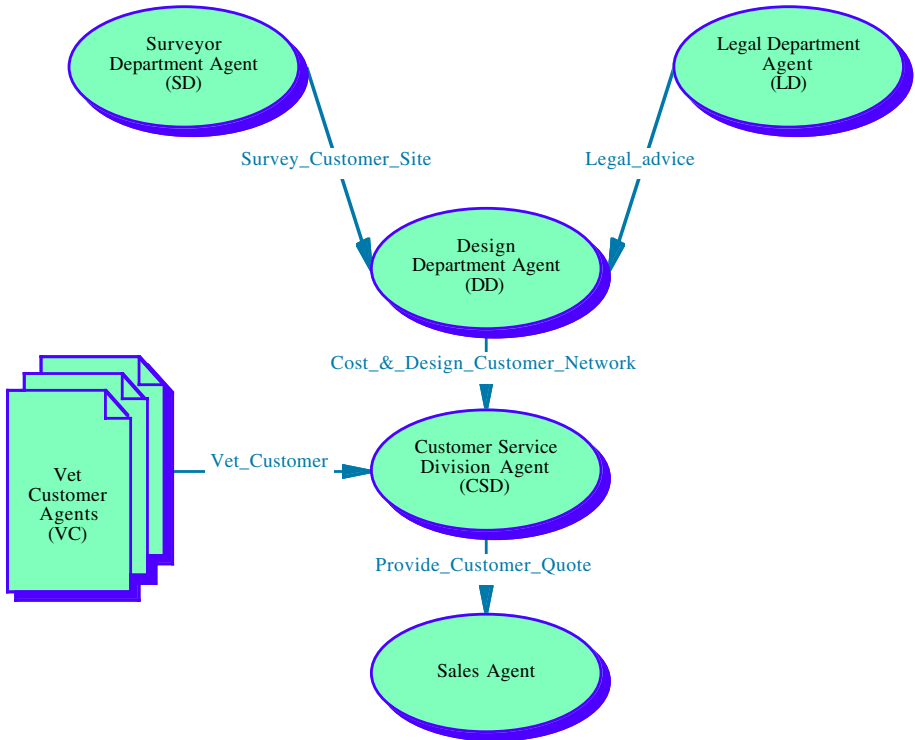 Surveyor
Department Agent
(SD)
Legal Department
Agent
(LD)
Survey_Customer_Site
Legal_advice
Design
Department Agent
(DD)
Cost_&_Design_Customer_Network
Customer Service
Division Agent
(CSD)
Vet_Customer
Vet
Customer
Agents
(VC)
Provide_Customer_Quote
Sales Agent